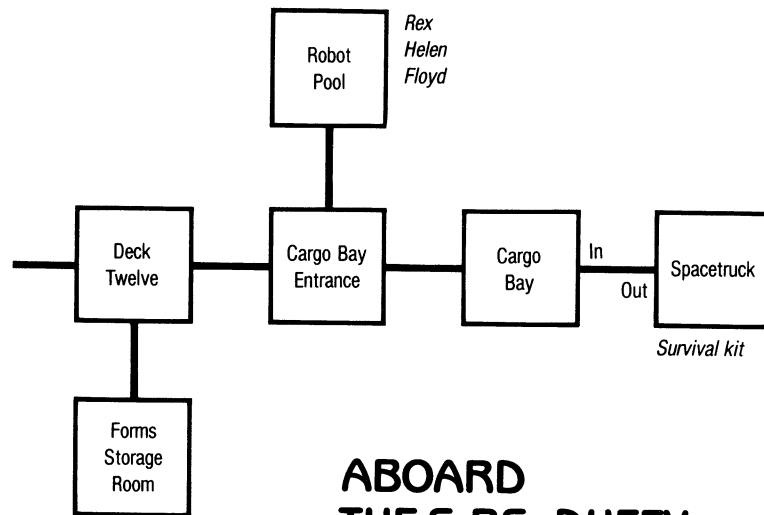 Robot
Pool
Rex
Helen
Floyd
Deck
Twelve
Cargo Bay
Entrance
Cargo
Bay
In
Out
Spacetruck
Survival kit
Forms
Storage
Room
ABOARD